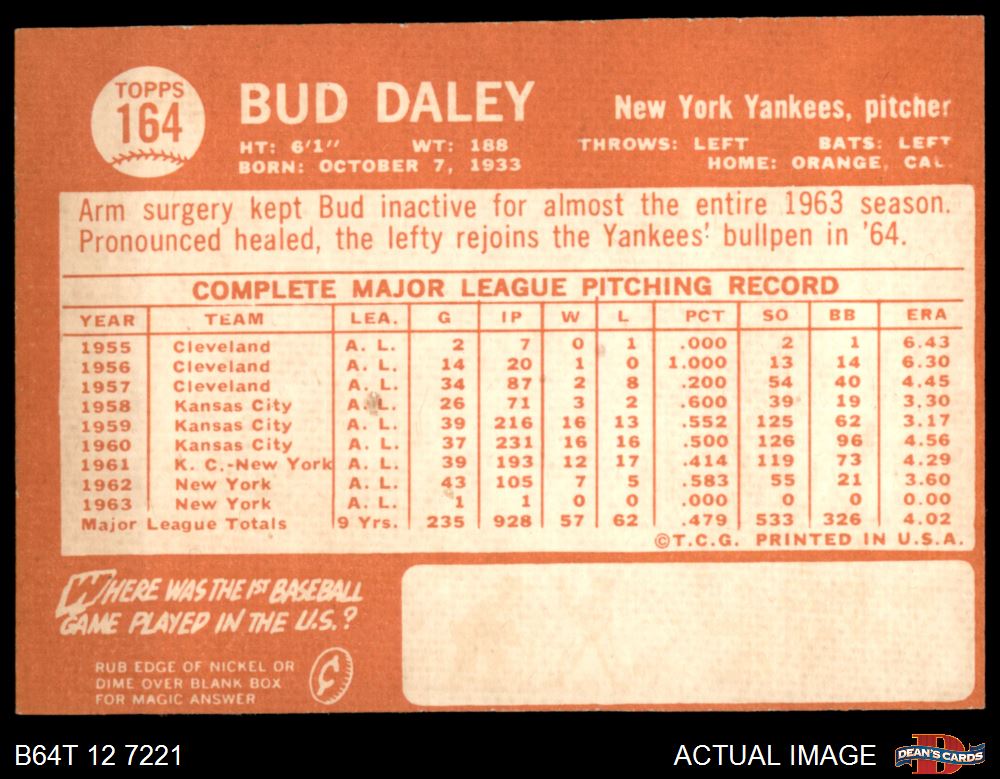 TOPPS
164
BUD DALEY
New York Yankees, pitcher
HT: 6'1" WT: 188 THROWS: LEFT BATS: LEFT
BORN: OCTOBER 7, 1933 HOME: ORANGE, CAL.
Arm surgery kept Bud inactive for almost the entire 1963 season.
Pronounced healed, the lefty rejoins the Yankees' bullpen in '64.
COMPLETE MAJOR LEAGUE PITCHING RECORD
YEAR TEAM LEA. G IP W L PCT SO BB ERA
1955 Cleveland A. L. 2 7 0 1 .000 2 1 6.43
1956 Cleveland A. L. 14 20 1 0 1.000 13 14 6.30
1957 Cleveland A. L. 34 87 2 8 .200 54 40 4.45
1958 Kansas City A. L. 26 71 3 2 .600 39 19 3.30
1959 Kansas City A. L. 39 216 16 13 .552 125 62 3.17
1960 Kansas City A. L. 37 231 16 16 .500 126 96 4.56
1961 K. C.-New York A. L. 39 193 12 17 .414 119 73 4.29
1962 New York A. L. 43 105 7 5 .583 55 21 3.60
1963 New York A. L. 1 1 0 0 .000 0 0 0.00
Major League Totals 9 Yrs. 235 928 57 62 .479 533 326 4.02
©T.C.G. PRINTED IN U.S.A.
WHERE WAS THE 1ST BASEBALL
GAME PLAYED IN THE U.S.?
RUB EDGE OF NICKEL OR
DIME OVER BLANK BOX
FOR MAGIC ANSWER
B64T 12 7221
ACTUAL IMAGE
DEAN'S CARDS